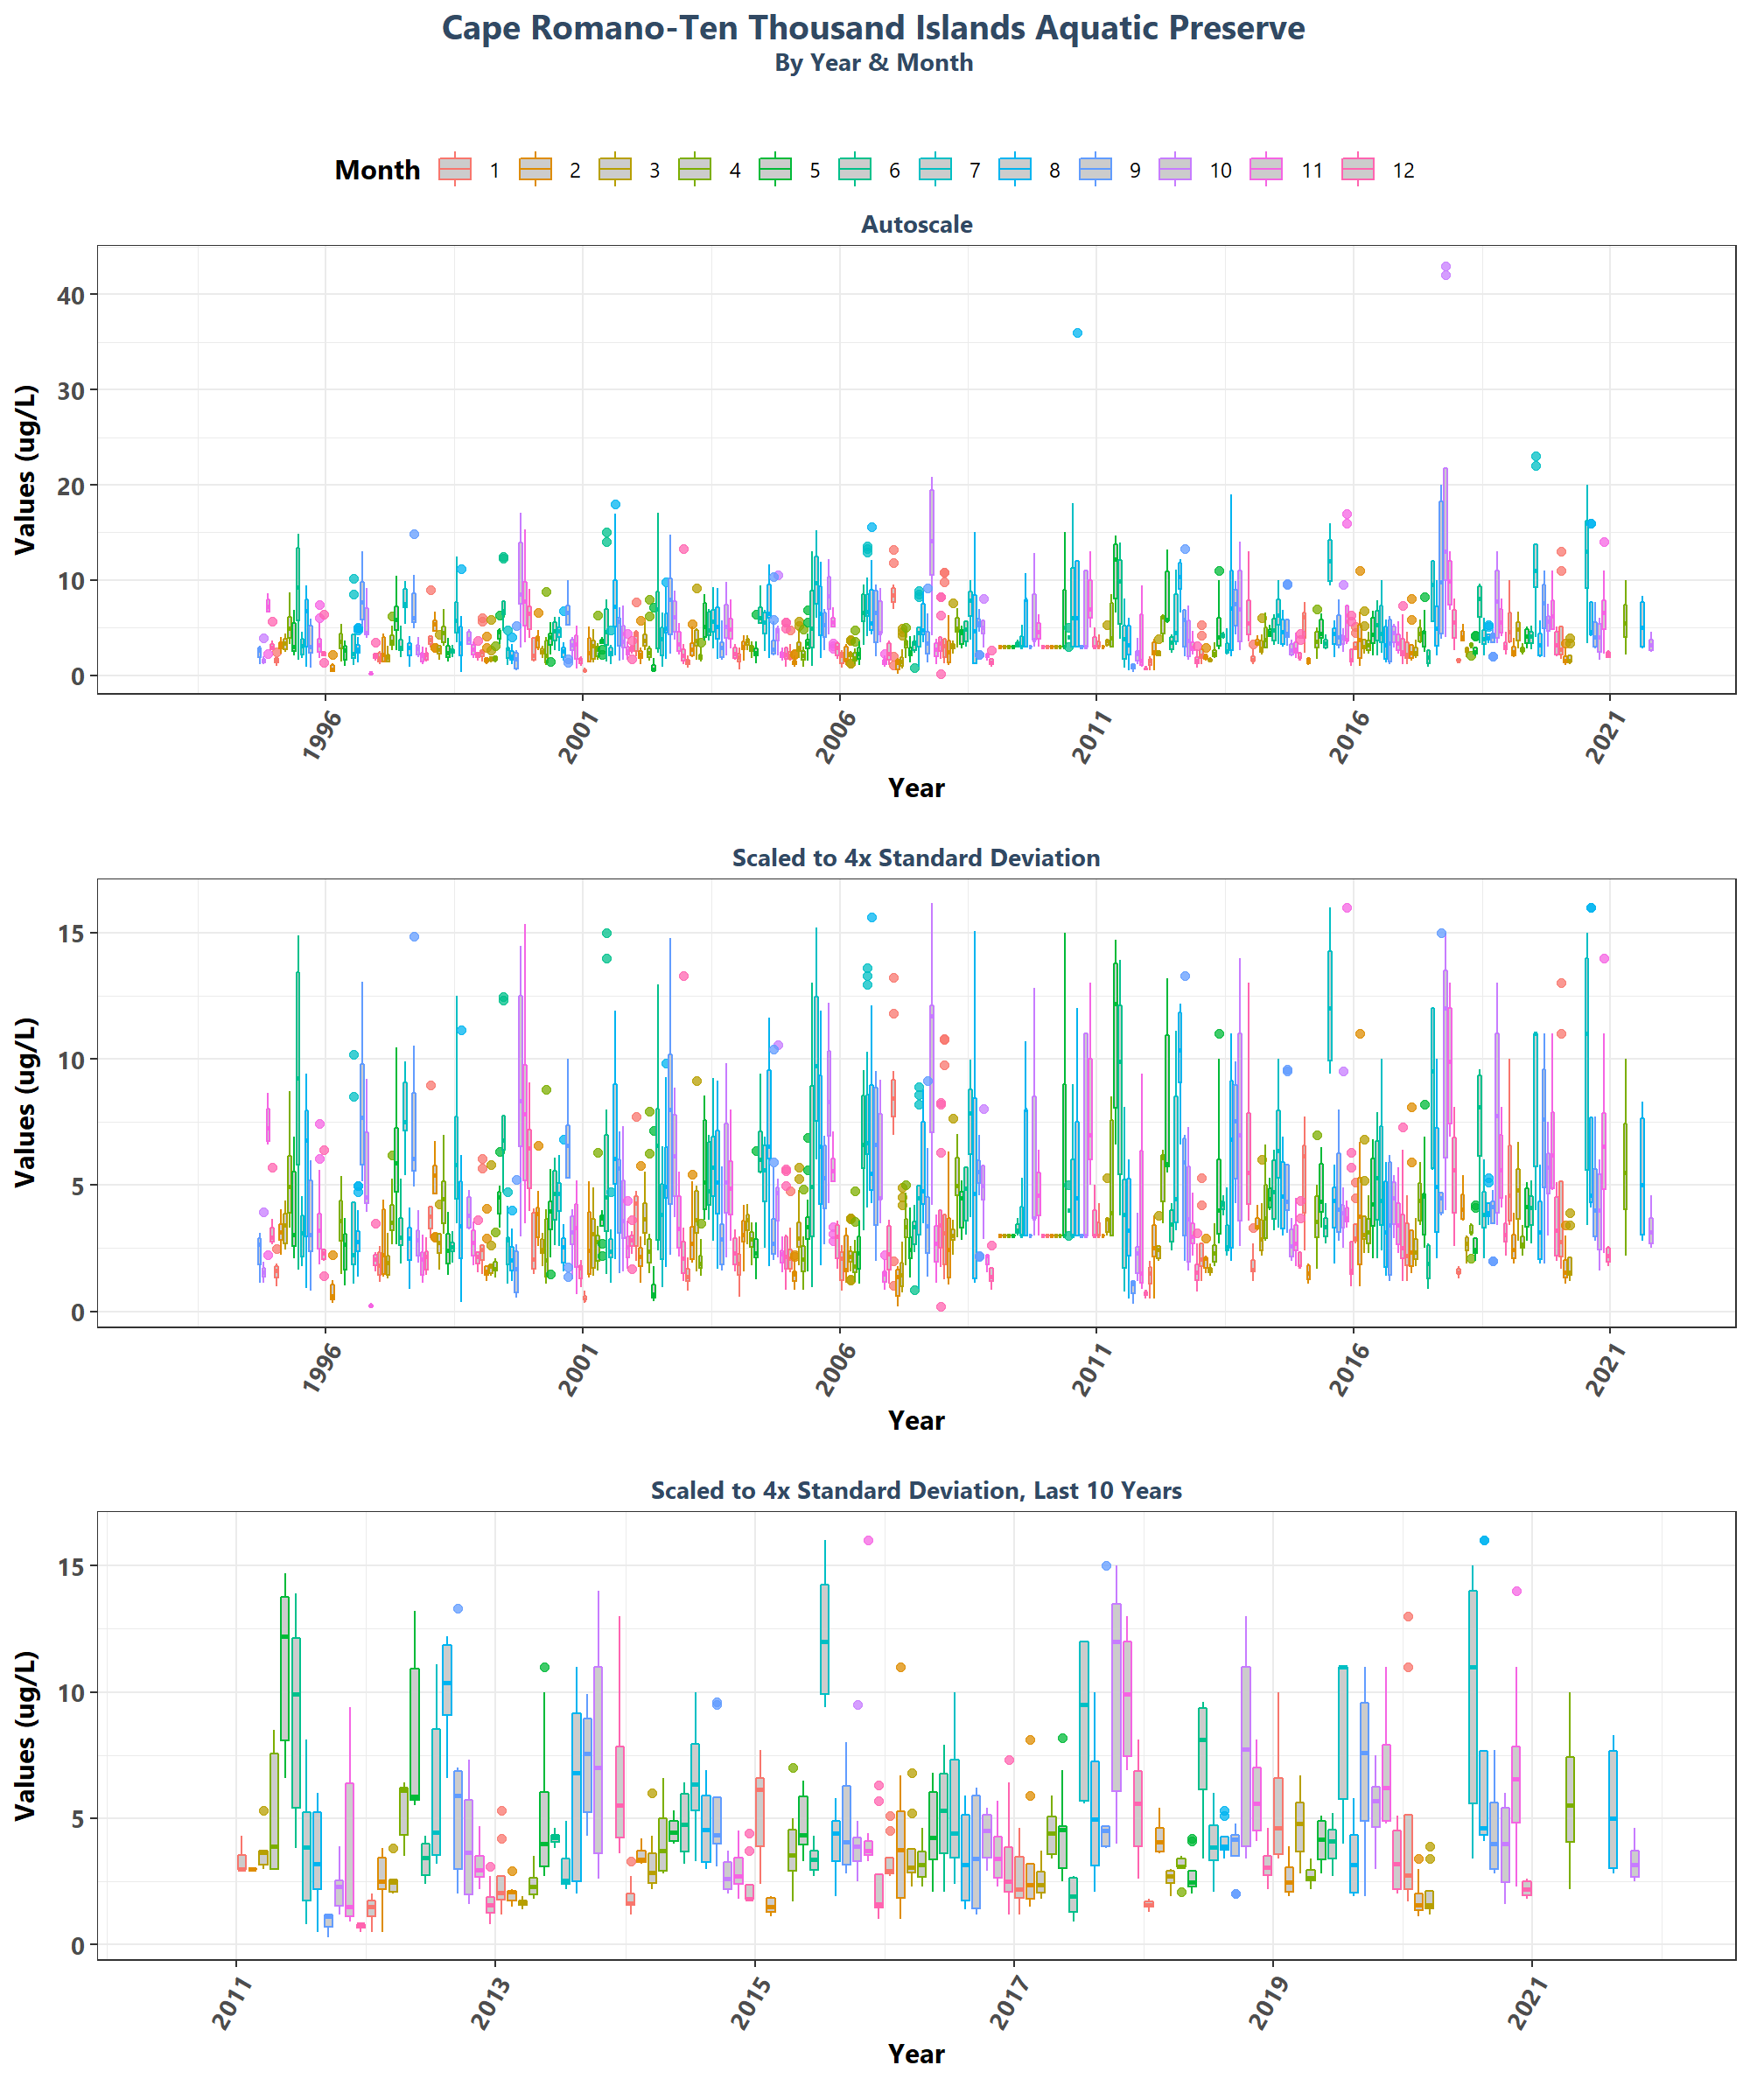 Cape Romano-Ten Thousand Islands Aquatic Preserve
By Year & Month
Month 1 2 3 4 5 6 7 8 9 10 11 12
Autoscale
Values (ug/L)
40
30
20
10
0
1996 2001 2006 2011 2016 2021
Year
Scaled to 4x Standard Deviation
Values (ug/L)
15
10
5
0
1996 2001 2006 2011 2016 2021
Year
Scaled to 4x Standard Deviation, Last 10 Years
Values (ug/L)
15
10
5
0
2011 2013 2015 2017 2019 2021
Year